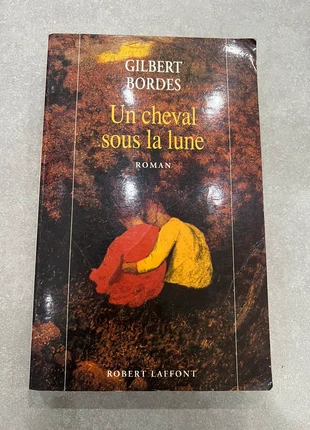 GILBERT
BORDES
Un cheval
sous la lune
ROMAN
ROBERT LAFFONT